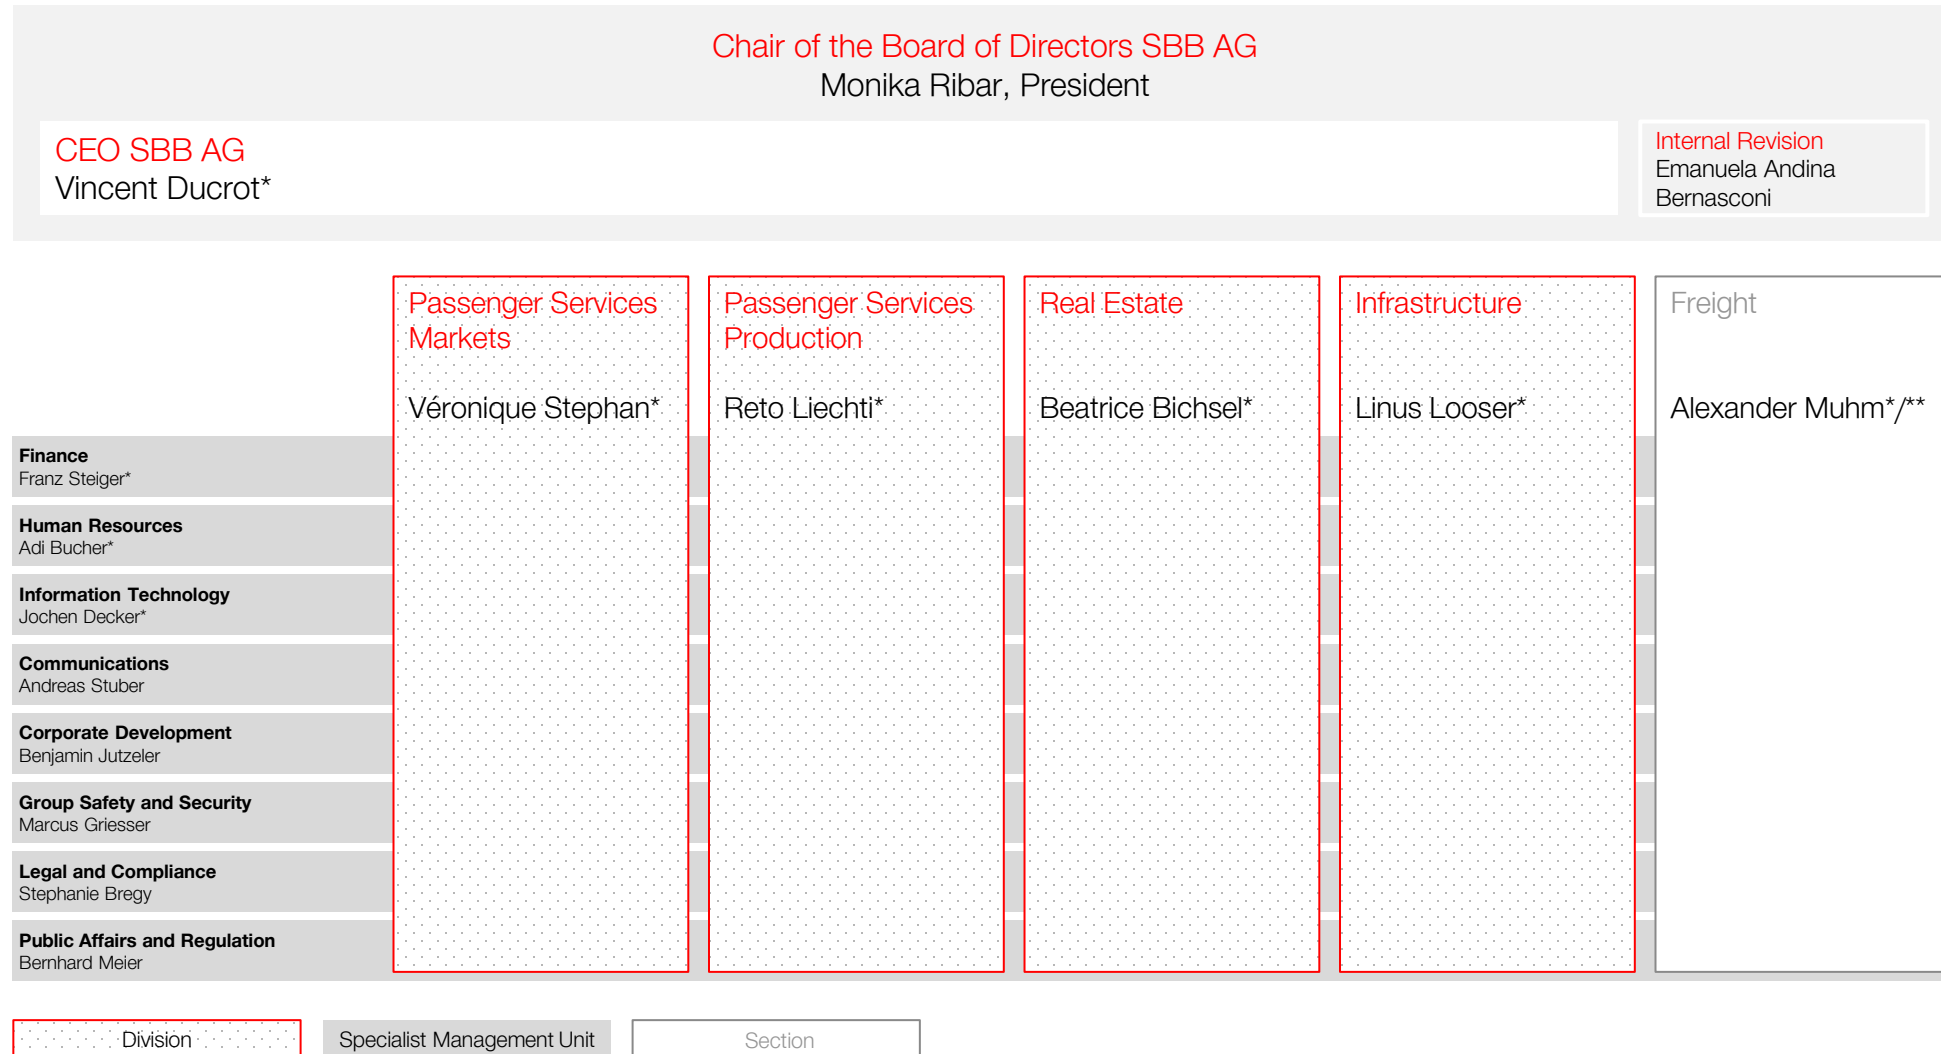 Chair of the Board of Directors SBB AG
Monika Ribar, President
CEO SBB AG
Vincent Ducrot*
Internal Revision
Emanuela Andina
Bernasconi
Passenger Services
Markets
Véronique Stephan*
Passenger Services
Production
Reto Liechti*
Real Estate
Beatrice Bichsel*
Infrastructure
Linus Looser*
Freight
Alexander Muhm*/**
Finance
Franz Steiger*
Human Resources
Adi Bucher*
Information Technology
Jochen Decker*
Communications
Andreas Stuber
Corporate Development
Benjamin Jutzeler
Group Safety and Security
Marcus Griesser
Legal and Compliance
Stephanie Bregy
Public Affairs and Regulation
Bernhard Meier
Division
Specialist Management Unit
Section